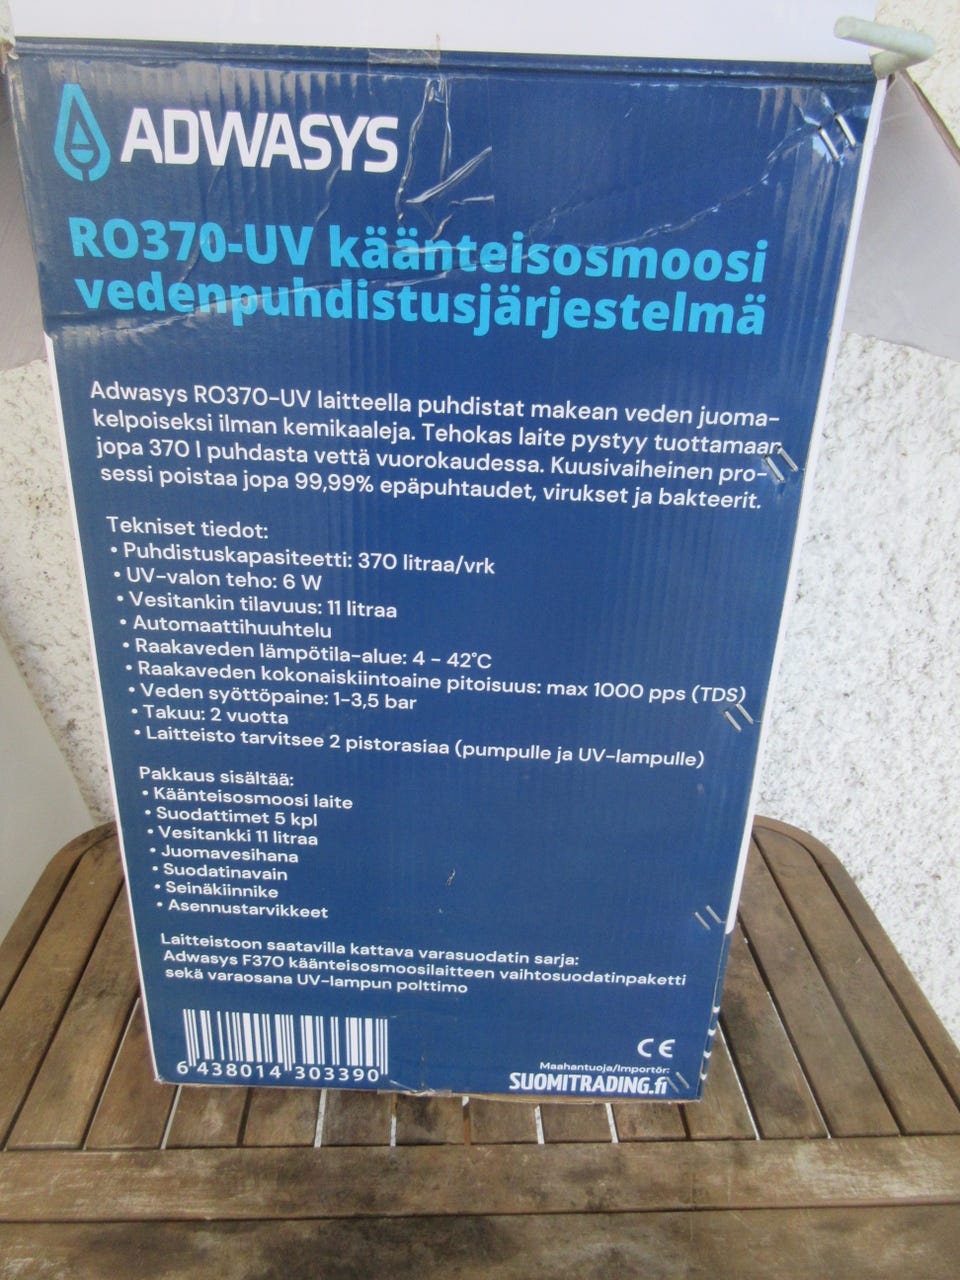 ADWASYS
RO370-UV käänteisosmoosi
vedenpuhdistusjärjestelmä
Adwasys RO370-UV laitteella puhdistat makean veden juoma-
kelpoiseksi ilman kemikaaleja. Tehokas laite pystyy tuottamaan
jopa 370 l puhdasta vettä vuorokaudessa. Kuusivaiheinen pro-
sessi poistaa jopa 99,99% epäpuhtaudet, virukset ja bakteerit.
Tekniset tiedot:
• Puhdistuskapasiteetti: 370 litraa/vrk
• UV-valon teho: 6 W
• Vesitankin tilavuus: 11 litraa
• Automaattihuuhtelu
• Raakaveden lämpötila-alue: 4 - 42°C
• Raakaveden kokonaiskiintoaine pitoisuus: max 1000 pps (TDS)
• Veden syöttöpaine: 1-3,5 bar
• Takuu: 2 vuotta
• Laitteisto tarvitsee 2 pistorasiaa (pumpulle ja UV-lampulle)
Pakkaus sisältää:
• Käänteisosmoosi laite
• Suodattimet 5 kpl
• Vesitankki 11 litraa
• Juomavesihana
• Suodatinavain
• Seinäkiinnike
• Asennustarvikkeet
Laitteistoon saatavilla kattava varasuodatin sarja:
Adwasys F370 käänteisosmoosilaitteen vaihtosuodatinpaketti
sekä varaosana UV-lampun polttimo
6 438014 303390
CE
Maahantuoja/Importör:
SUOMITRADING.fi